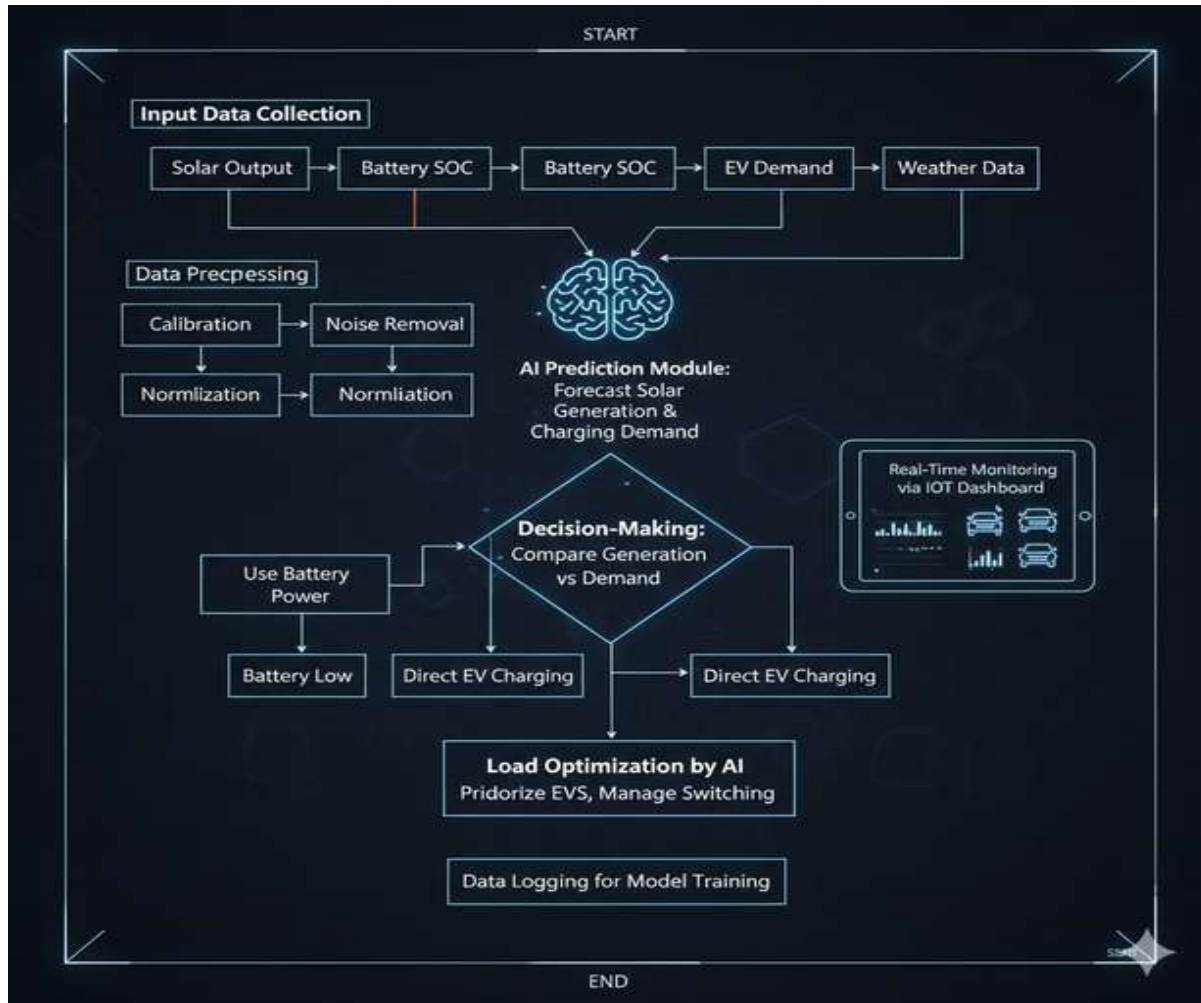 START
Input Data Collection
Solar Output
Battery SOC
Battery SOC
EV Demand
Weather Data
Data Precpessing
Calibration
Noise Removal
Normlization
Normliation
AI Prediction Module:
Forecast Solar
Generation &
Charging Demand
Real-Time Monitoring
via IOT Dashboard
Decision-Making:
Compare Generation
vs Demand
Use Battery
Power
Battery Low
Direct EV Charging
Direct EV Charging
Load Optimization by AI
Pridorize EVS, Manage Switching
Data Logging for Model Training
END